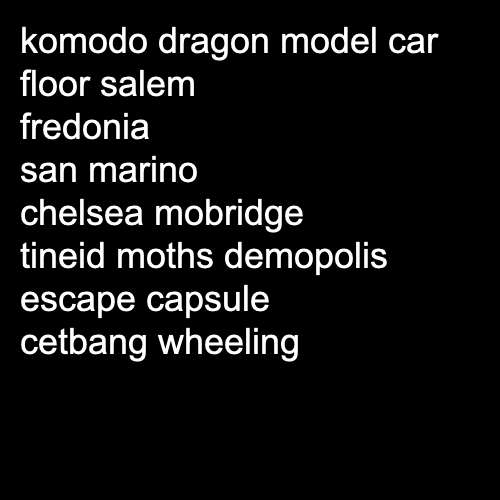 komodo dragon model car
floor salem
fredonia
san marino
chelsea mobridge
tineid moths demopolis
escape capsule
cetbang wheeling